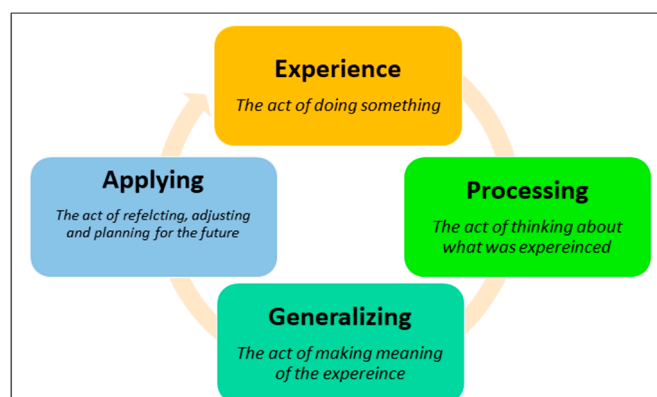 Experience
The act of doing something
Applying
The act of refelcting, adjusting
and planning for the future
Processing
The act of thinking about
what was expereinced
Generalizing
The act of making meaning
of the expereince